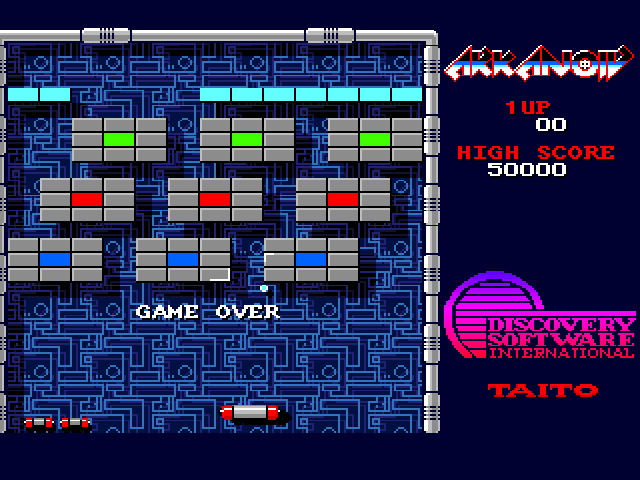 ARKANOID
1UP
00
HIGH SCORE
50000
GAME OVER
DISCOVERY
SOFTWARE
INTERNATIONAL
TAITO